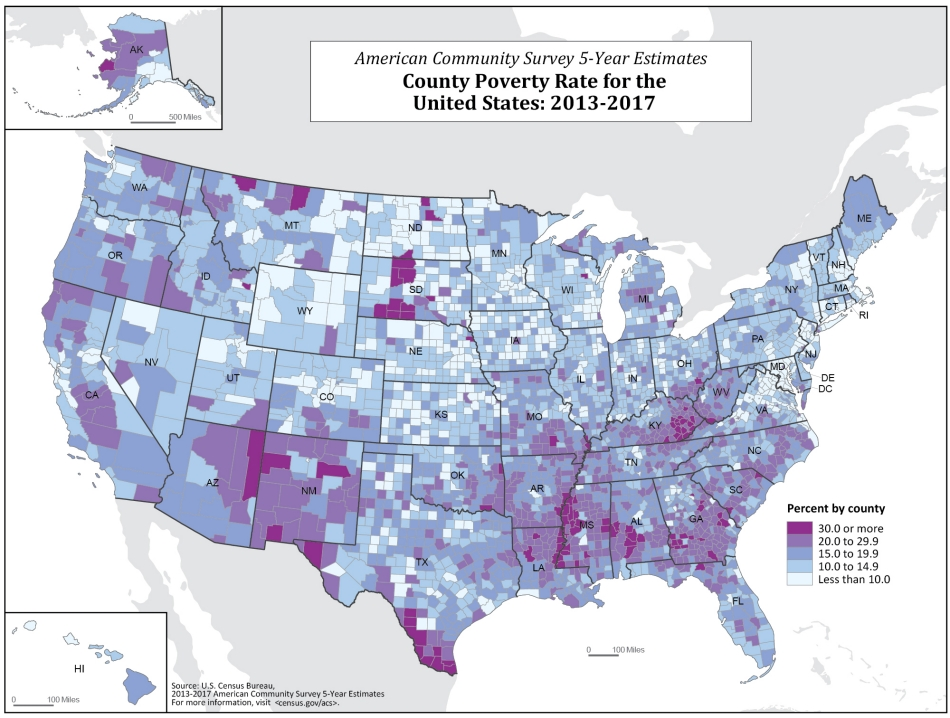 American Community Survey 5-Year Estimates
County Poverty Rate for the
United States: 2013-2017
AK
0 500 Miles
WA
MT
ND
MN
ME
OR
ID
SD
WI
MI
VT
NH
NY
MA
CT
RI
WY
IA
NE
PA
NJ
NV
UT
CO
IL
IN
OH
MD
DE
DC
CA
KS
MO
WV
VA
KY
AZ
NM
OK
AR
TN
NC
SC
MS
AL
GA
TX
LA
FL
Percent by county
30.0 or more
20.0 to 29.9
15.0 to 19.9
10.0 to 14.9
Less than 10.0
HI
0 100 Miles
0 100 Miles
Source: U.S. Census Bureau,
2013-2017 American Community Survey 5-Year Estimates
For more information, visit <census.gov/acs>.